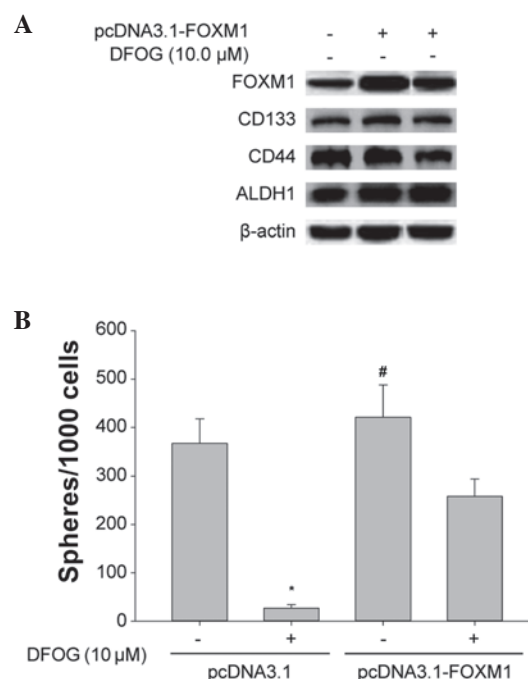 A
pcDNA3.1-FOXM1 - + +
DFOG (10.0 µM) - - -
FOXM1
CD133
CD44
ALDH1
β-actin
B
Spheres/1000 cells
600
500
400
300
200
100
0
#
*
- + - +
DFOG (10 µM)
pcDNA3.1 pcDNA3.1-FOXM1